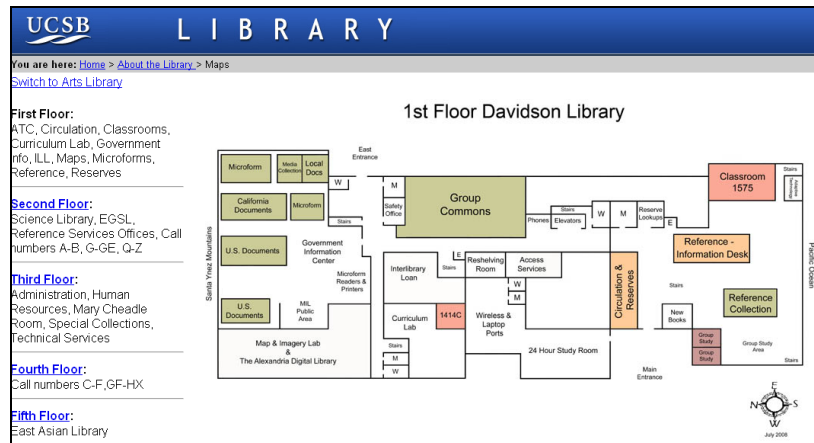 UCSB LIBRARY
You are here: Home > About the Library > Maps
Switch to Arts Library
First Floor:
ATC, Circulation, Classrooms,
Curriculum Lab, Government
nfo, ILL, Maps, Microforms,
Reference, Reserves
Second Floor:
Science Library, EGSL,
Reference Services Offices, Call
numbers A-B, G-GE, Q-Z
Third Floor:
Administration, Human
Resources, Mary Cheadle
Room, Special Collections,
Technical Services
Fourth Floor:
Call numbers C-F,GF-HX
Fifth Floor:
East Asian Library
1st Floor Davidson Library
East
Entrance
Microform
Media
Collection
Local
Docs
W
M
California
Documents
Microform
Safety
Office
Group
Commons
Stairs
Phones
Stairs
Elevators
W
M
Reserve
Lookups
E
Classroom
1575
Stairs
Adaptive
Technology
Santa Ynez Mountains
U.S. Documents
Government
Information
Center
Microform
Readers &
Printers
Interlibrary
Loan
Stairs
E
Reshelving
Room
Access
Services
W
M
Circulation &
Reserves
Reference -
Information Desk
Pacific Ocean
Stairs
U.S.
Documents
MIL
Public
Area
Curriculum
Lab
1414C
Wireless &
Laptop
Ports
New
Books
Reference
Collection
Map & Imagery Lab
&
The Alexandria Digital Library
Stairs
M
W
24 Hour Study Room
Group
Study
Group
Study
Group Study
Area
Stairs
Main
Entrance
E
N
S
W
July 2008